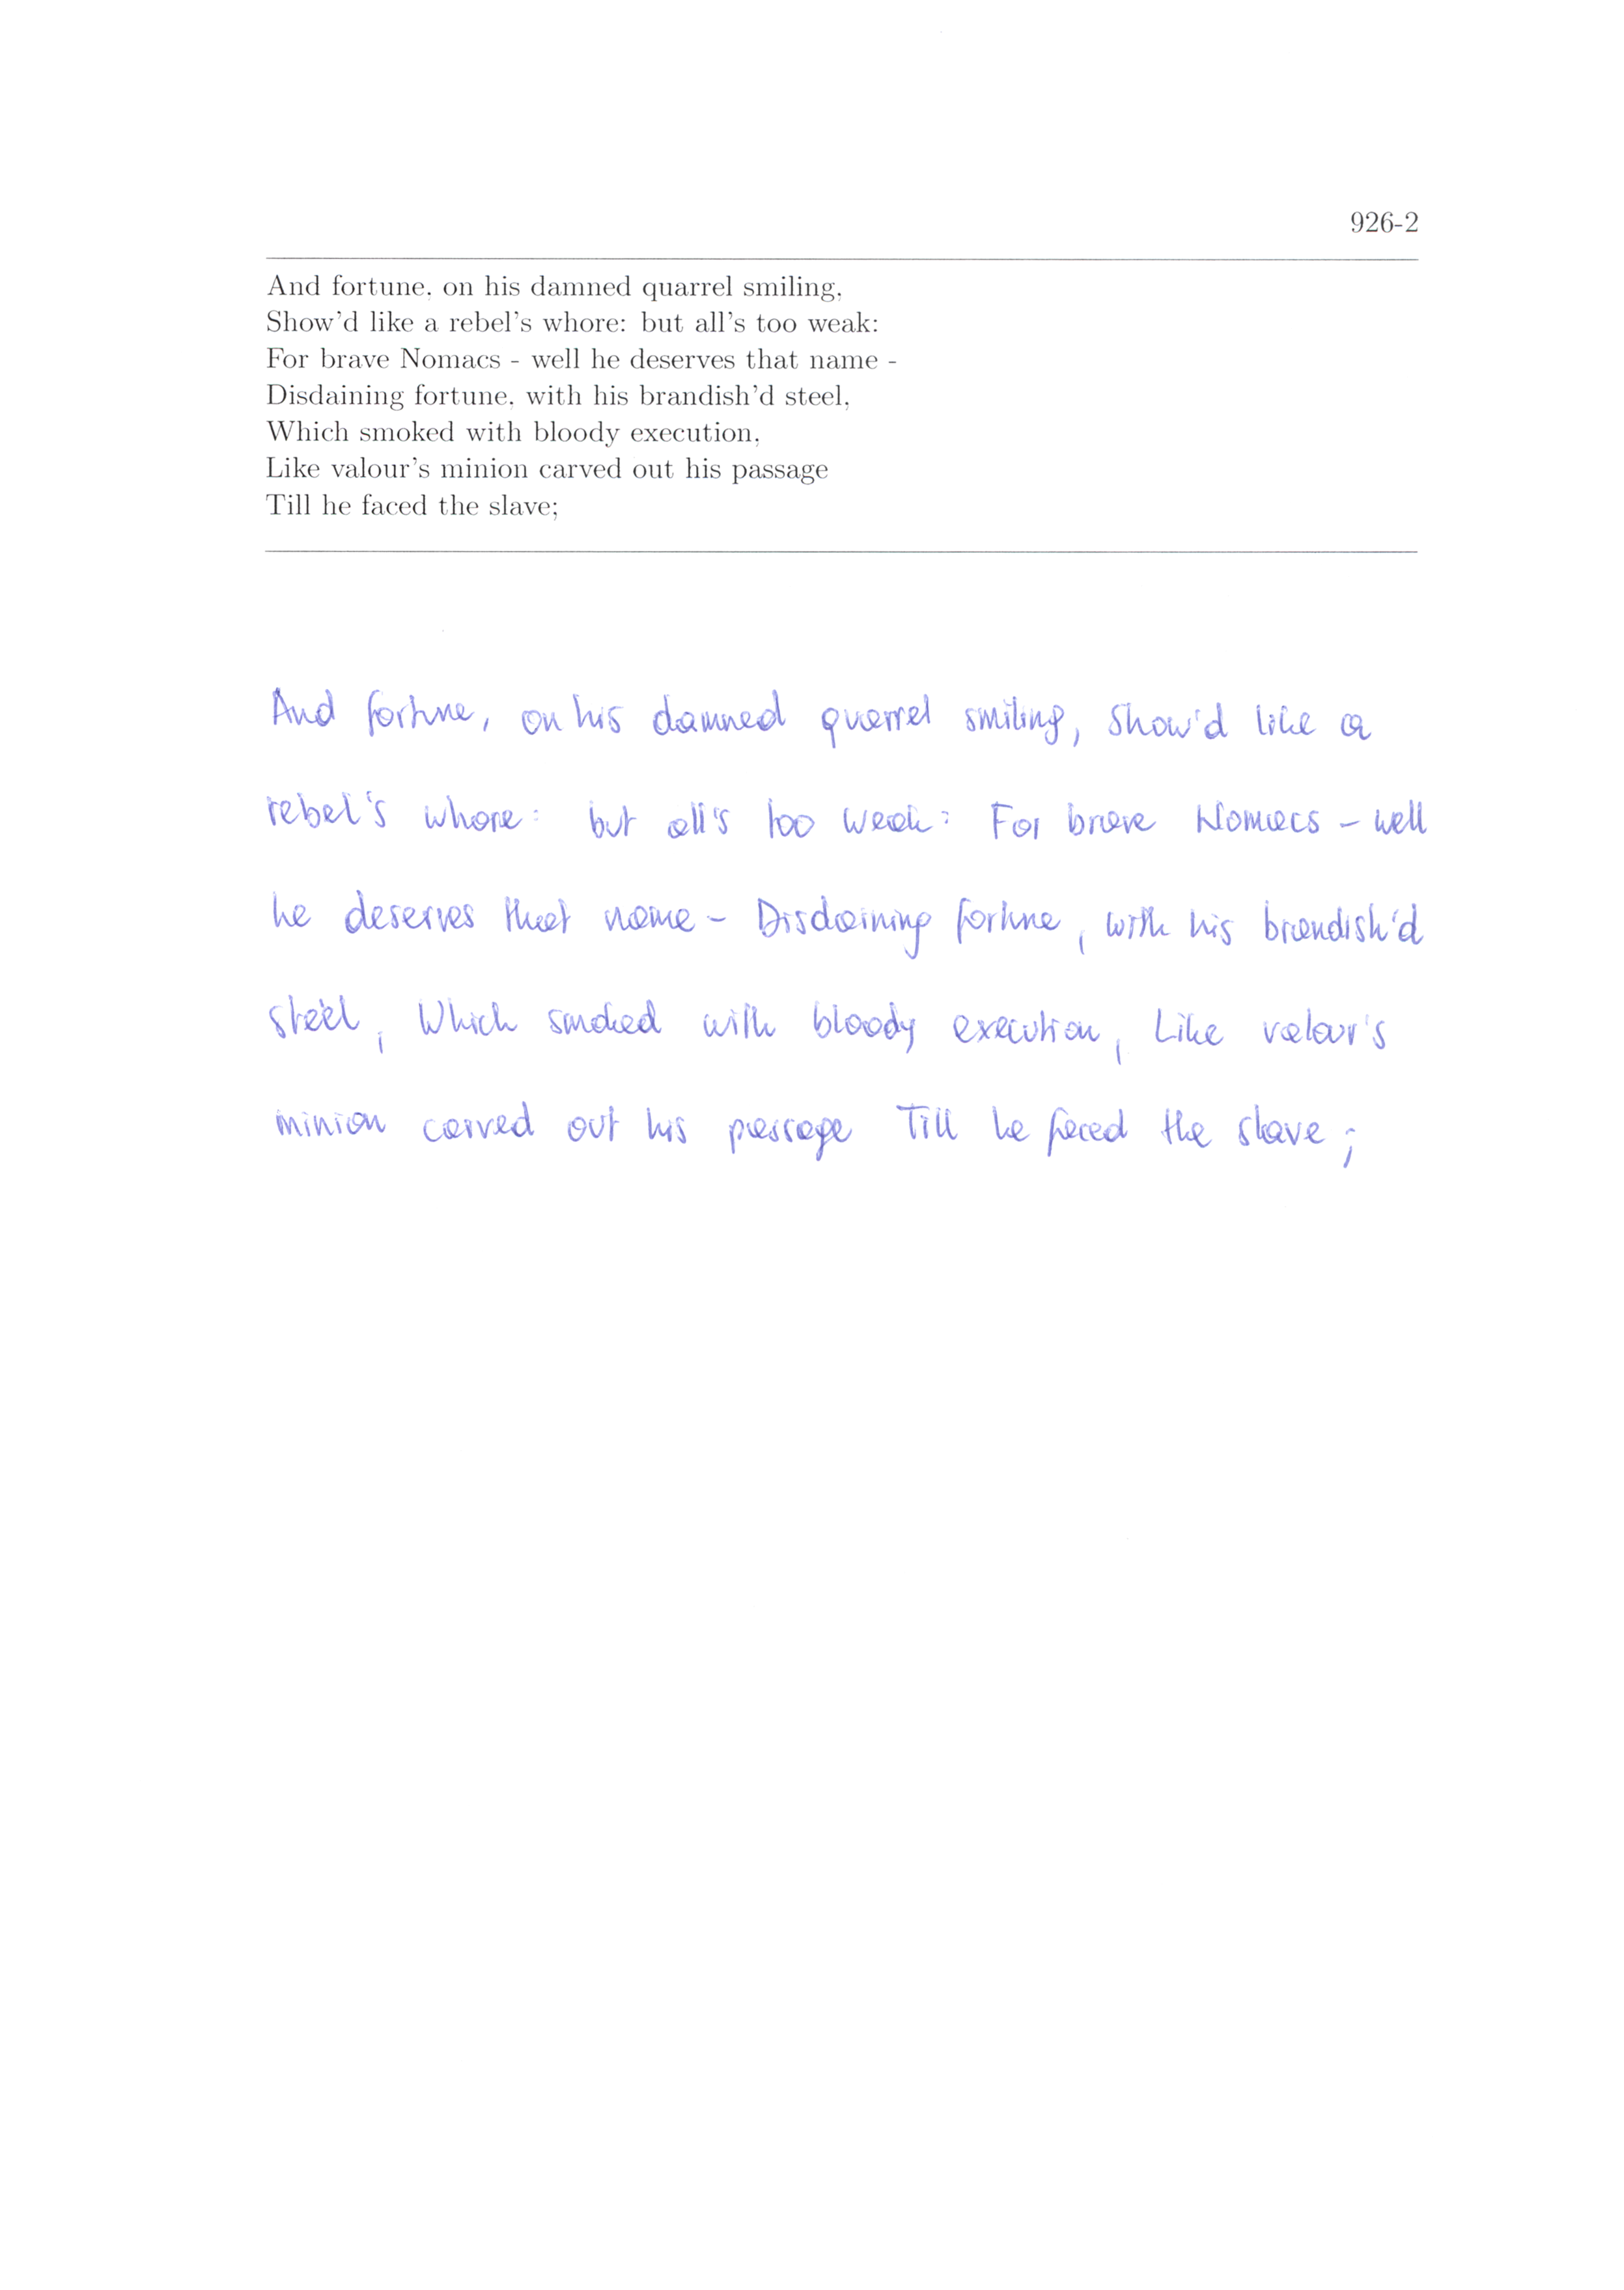 926-2
And fortune, on his damned quarrel smiling,
Show'd like a rebel's whore: but all's too weak:
For brave Nomacs - well he deserves that name -
Disdaining fortune, with his brandish'd steel,
Which smoked with bloody execution,
Like valour's minion carved out his passage
Till he faced the slave;
And fortune, on his damned quarrel smiling, Show'd like a
rebel's whore: but all's too weak: For brave Nomacs - well
he deserves that name - Disdaining fortune, with his brandish'd
steel, Which smoked with bloody execution, Like valour's
minion carved out his passage Till he faced the slave;